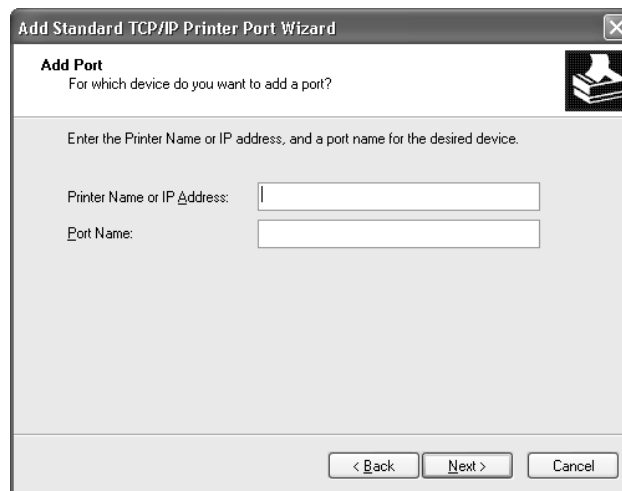 Add Standard TCP/IP Printer Port Wizard
Add Port
For which device do you want to add a port?
Enter the Printer Name or IP address, and a port name for the desired device.
Printer Name or IP Address:
Port Name:
< Back
Next >
Cancel